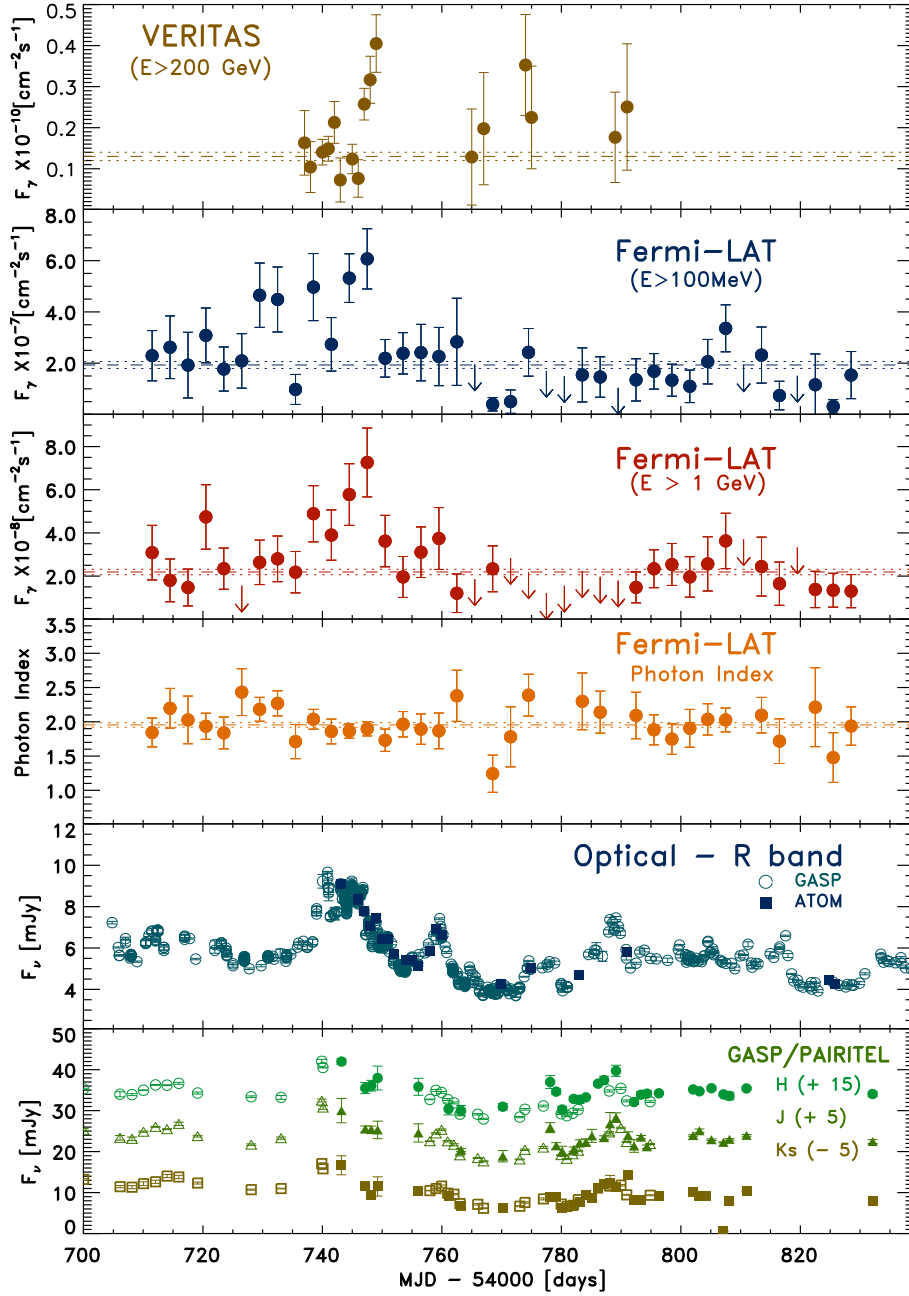 VERITAS
(E>200 GeV)
F_γ X10^-10 [cm^-2 s^-1]
0.5
0.4
0.3
0.2
0.1
Fermi-LAT
(E>100MeV)
F_γ X10^-7 [cm^-2 s^-1]
8.0
6.0
4.0
2.0
Fermi-LAT
(E > 1 GeV)
F_γ X10^-8 [cm^-2 s^-1]
8.0
6.0
4.0
2.0
Fermi-LAT
Photon Index
Photon Index
3.5
3.0
2.5
2.0
1.5
1.0
Optical - R band
GASP
ATOM
F_ν [mJy]
12
10
8
6
4
GASP/PAIRITEL
H (+ 15)
J (+ 5)
Ks (- 5)
F_ν [mJy]
50
40
30
20
10
0
700 720 740 760 780 800 820
MJD - 54000 [days]